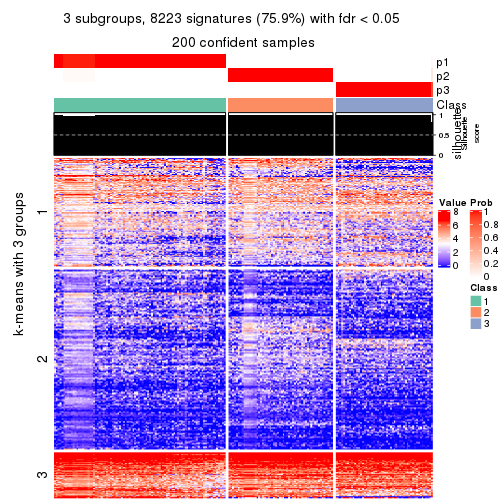 3 subgroups, 8223 signatures (75.9%) with fdr < 0.05
200 confident samples
p1
p2
p3
Class
silhouette
Silhouette
score
1
0.5
0
k-means with 3 groups
1
2
3
Value
8
6
4
2
0
Prob
1
0.8
0.6
0.4
0.2
0
Class
1
2
3